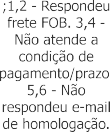 ;1,2 - Respondeu
frete FOB. 3,4 -
Não atende a
condição de
pagamento/prazo
5,6 - Não
respondeu e-mail
de homologação.